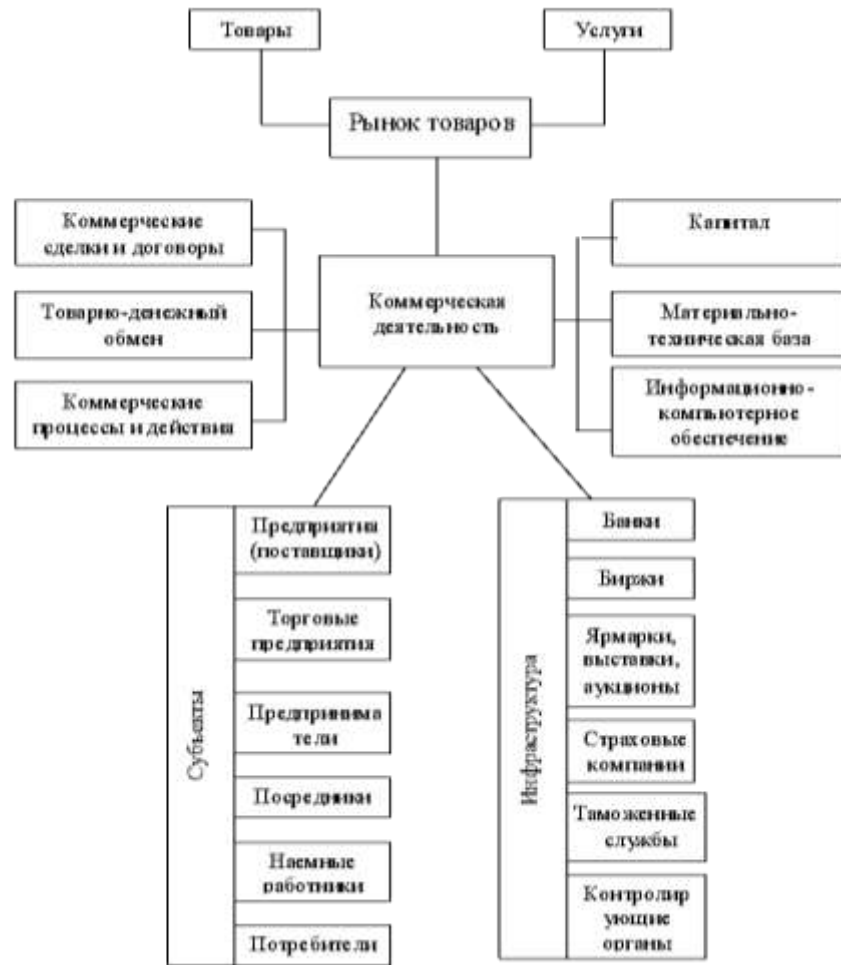 Товары
Услуги
Рынок товаров
Коммерческие
сделки и договоры
Капитал
Коммерческая
деятельность
Товарно-денежный
обмен
Материально-
техническая база
Коммерческие
процессы и действия
Информационно-
компьютерное
обеспечение
Субъекты
Предприятия
(поставщики)
Торговые
предприятия
Предпринима
тели
Посредники
Наемные
работники
Потребители
Инфраструктура
Банки
Биржи
Ярмарки,
выставки,
аукционы
Страховые
компании
Таможенные
службы
Контролир
ующие
органы